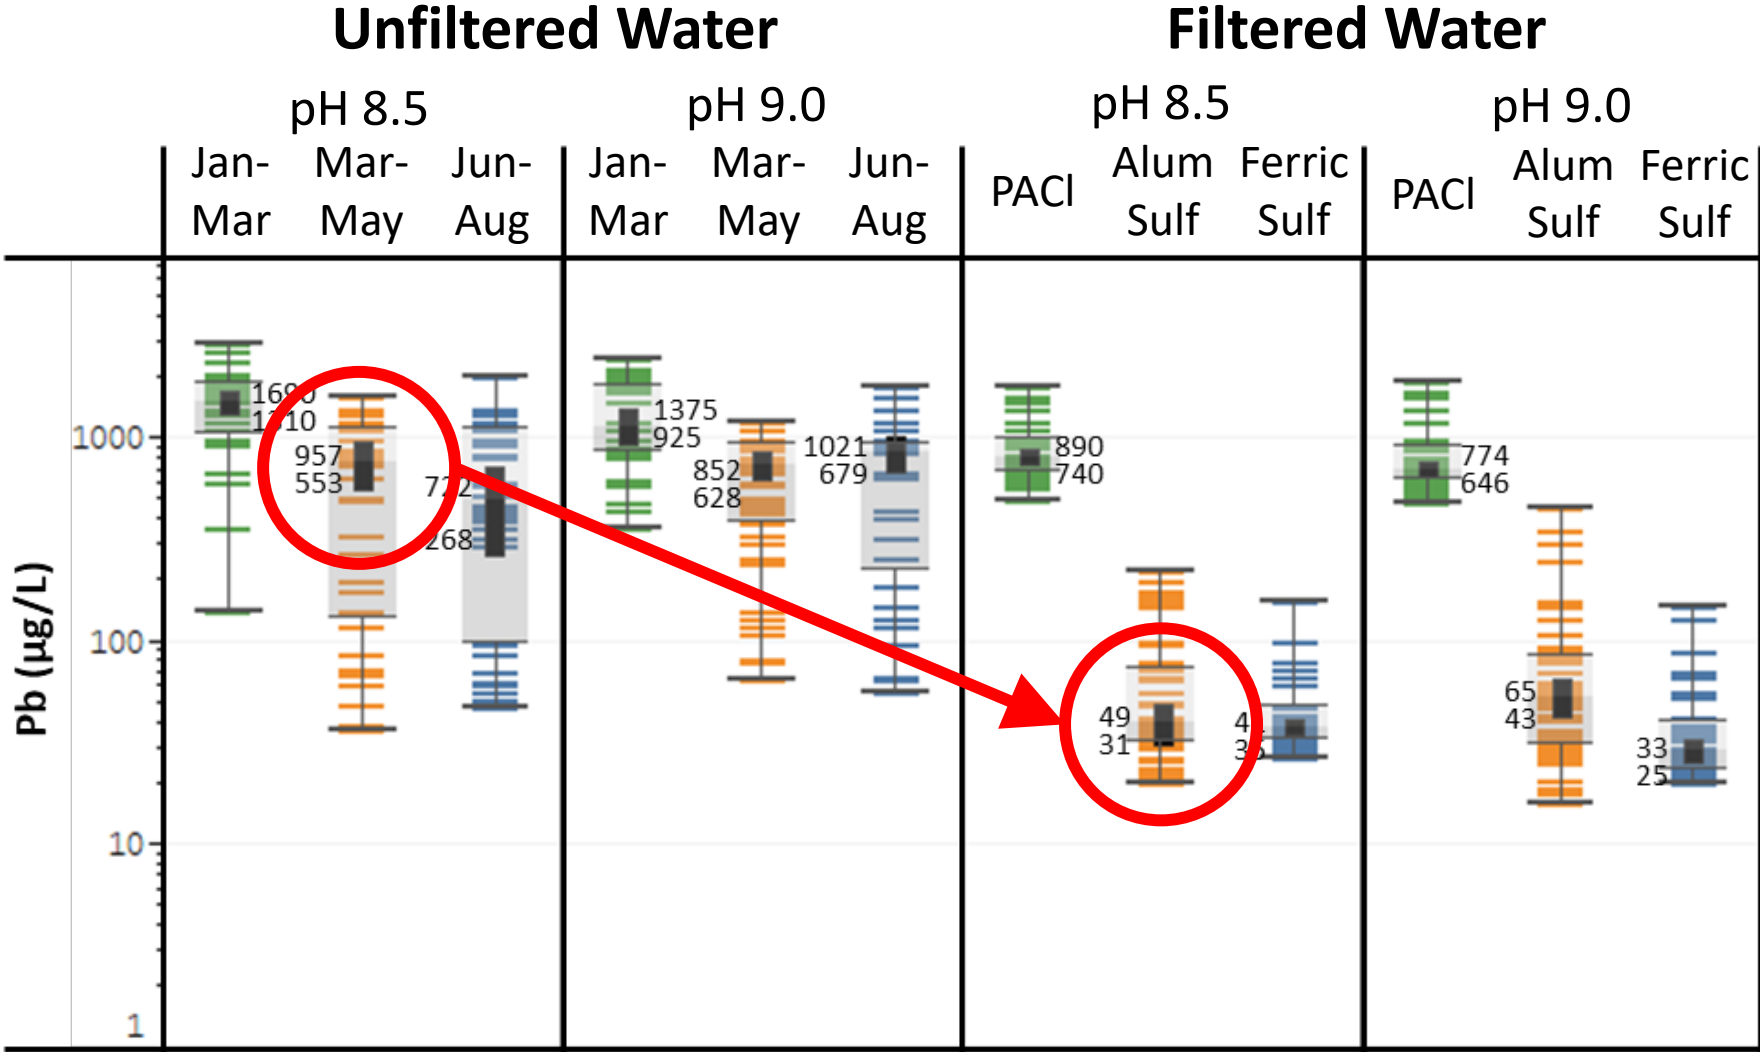 Unfiltered Water
Filtered Water
pH 8.5
pH 9.0
pH 8.5
pH 9.0
Jan-
Mar
Mar-
May
Jun-
Aug
Jan-
Mar
Mar-
May
Jun-
Aug
PACl
Alum
Sulf
Ferric
Sulf
PACl
Alum
Sulf
Ferric
Sulf
Pb (µg/L)
1000
100
10
1
1690
1310
957
553
722
268
1375
925
852
628
1021
679
890
740
49
31
774
646
65
43
33
25